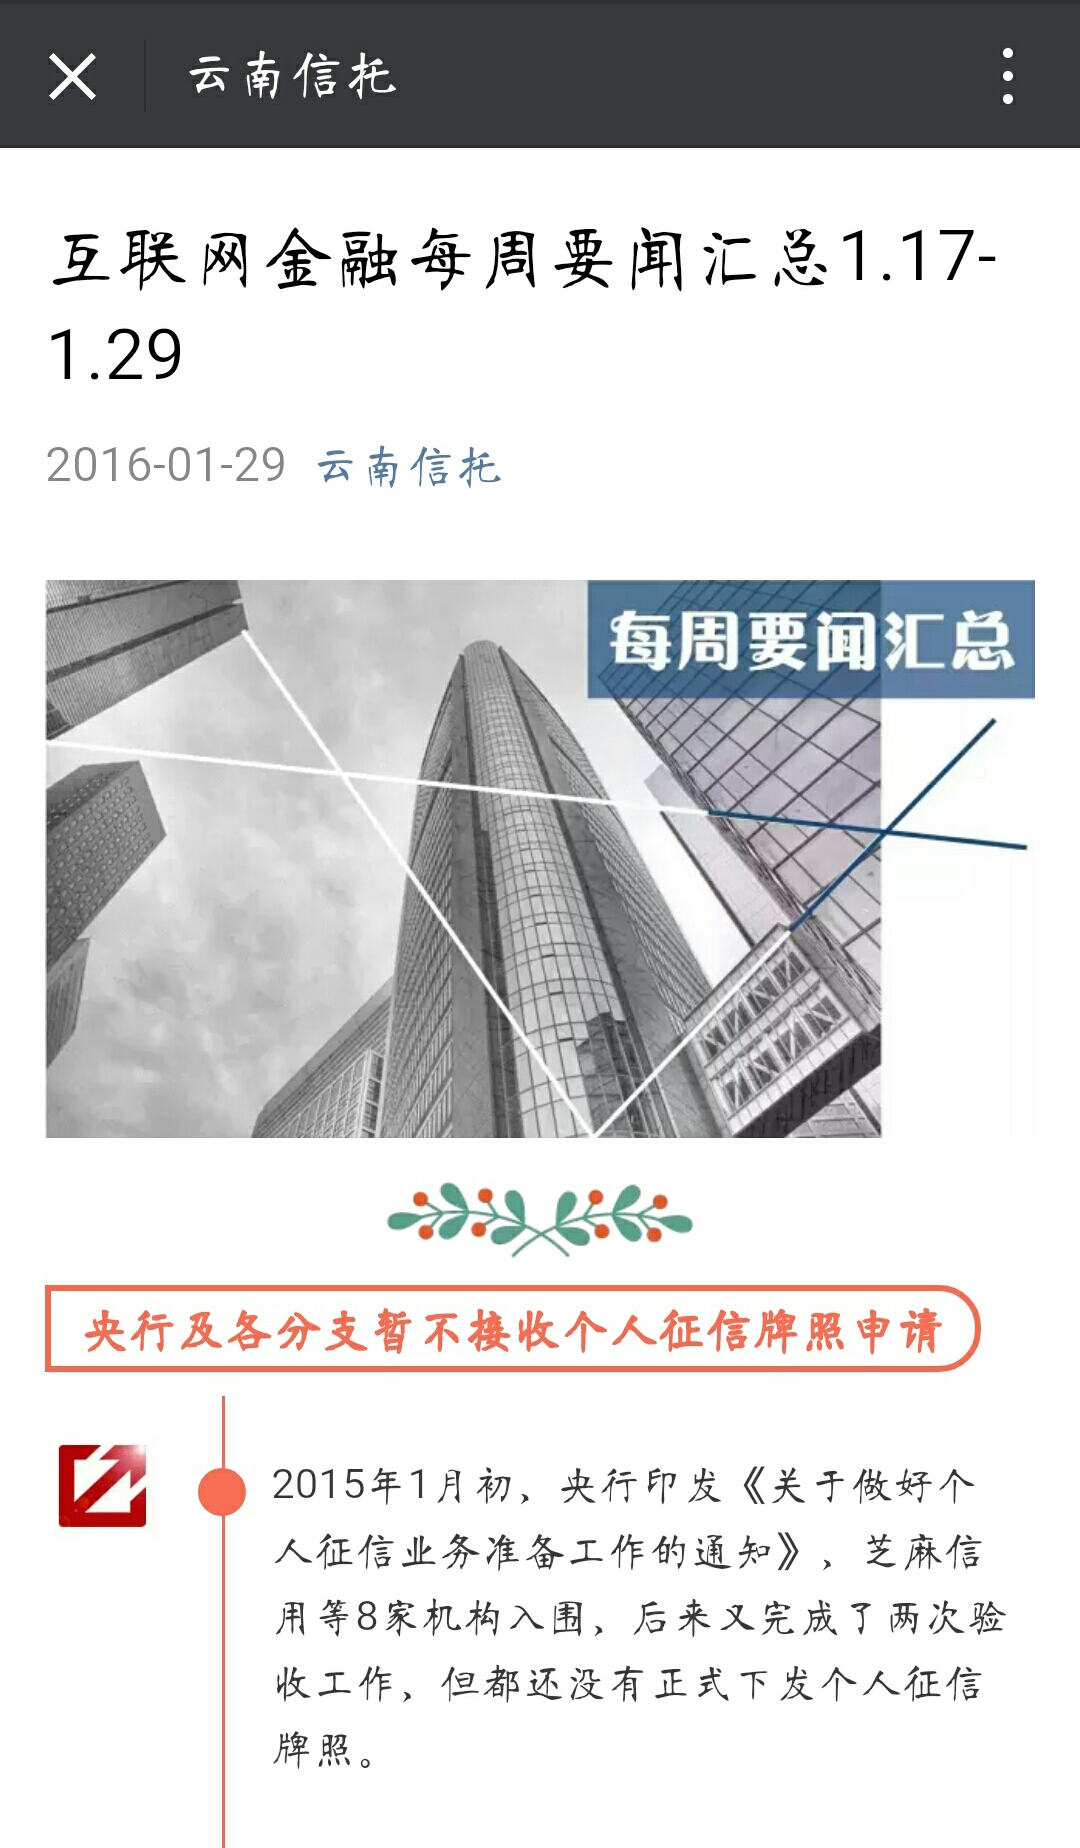 云南信托
互联网金融每周要闻汇总1.17-
1.29
2016-01-29 云南信托
每周要闻汇总
央行及各分支暂不接收个人征信牌照申请
2015年1月初，央行印发《关于做好个
人征信业务准备工作的通知》，芝麻信
用等8家机构入围，后来又完成了两次验
收工作，但都还没有正式下发个人征信
牌照。